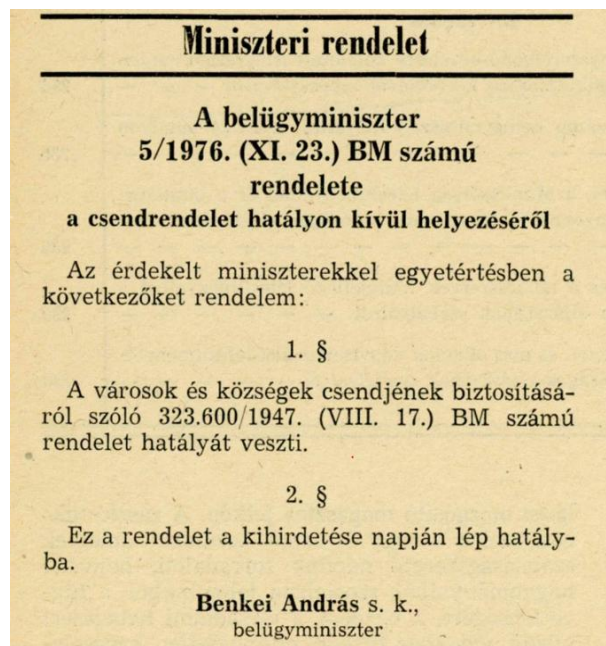 Miniszteri rendelet
A belügyminiszter
5/1976. (XI. 23.) BM számú
rendelete
a csendrendelet hatályon kívül helyezéséről
Az érdekelt miniszterekkel egyetértésben a
következőket rendelem:
1. §
A városok és községek csendjének biztosításá-
ról szóló 323.600/1947. (VIII. 17.) BM számú
rendelet hatályát veszti.
2. §
Ez a rendelet a kihirdetése napján lép hatály-
ba.
Benkei András s. k.,
belügyminiszter